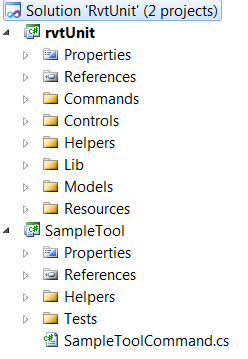 Solution 'RvtUnit' (2 projects)
rvtUnit
Properties
References
Commands
Controls
Helpers
Lib
Models
Resources
SampleTool
Properties
References
Helpers
Tests
SampleToolCommand.cs